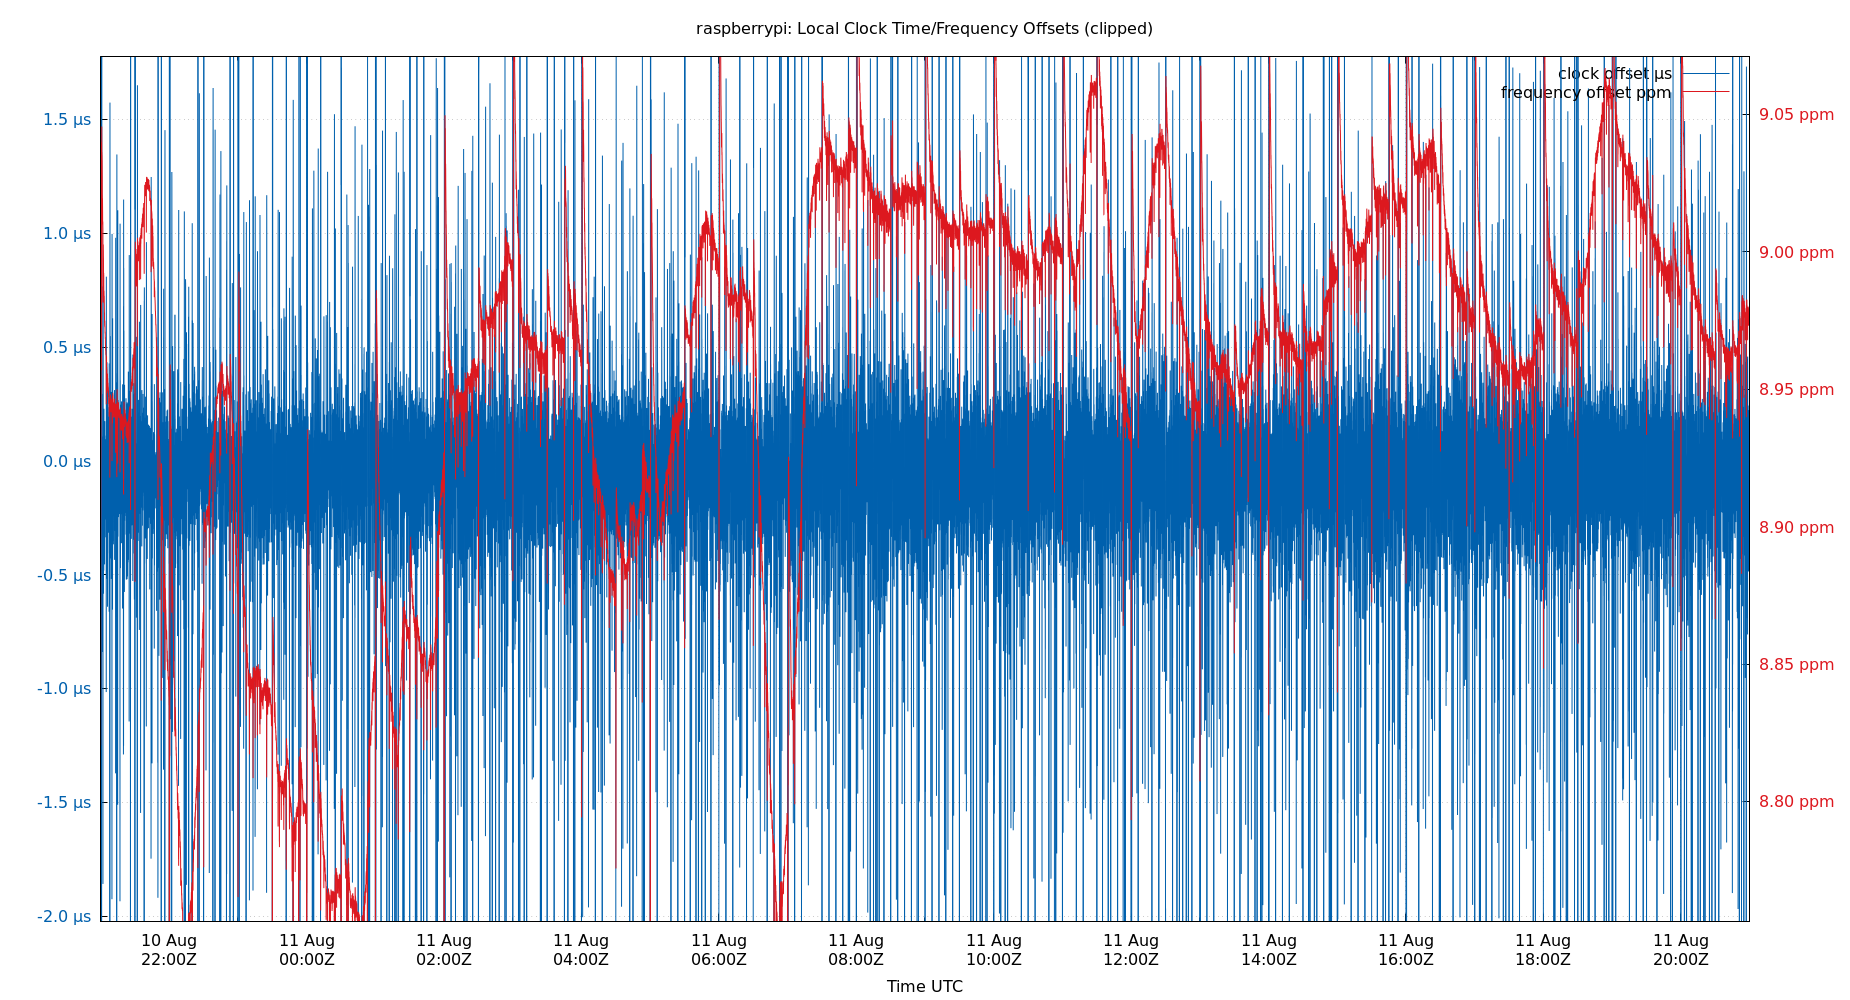 raspberrypi: Local Clock Time/Frequency Offsets (clipped)
clock offset µs
frequency offset ppm
1.5 µs
1.0 µs
0.5 µs
0.0 µs
-0.5 µs
-1.0 µs
-1.5 µs
-2.0 µs
9.05 ppm
9.00 ppm
8.95 ppm
8.90 ppm
8.85 ppm
8.80 ppm
10 Aug 11 Aug 11 Aug 11 Aug 11 Aug 11 Aug 11 Aug 11 Aug 11 Aug 11 Aug 11 Aug 11 Aug
22:00Z 00:00Z 02:00Z 04:00Z 06:00Z 08:00Z 10:00Z 12:00Z 14:00Z 16:00Z 18:00Z 20:00Z
Time UTC